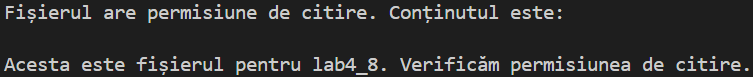 Fișierul are permisiune de citire. Conținutul este:
Acesta este fișierul pentru lab4_8. Verificăm permisiunea de citire.